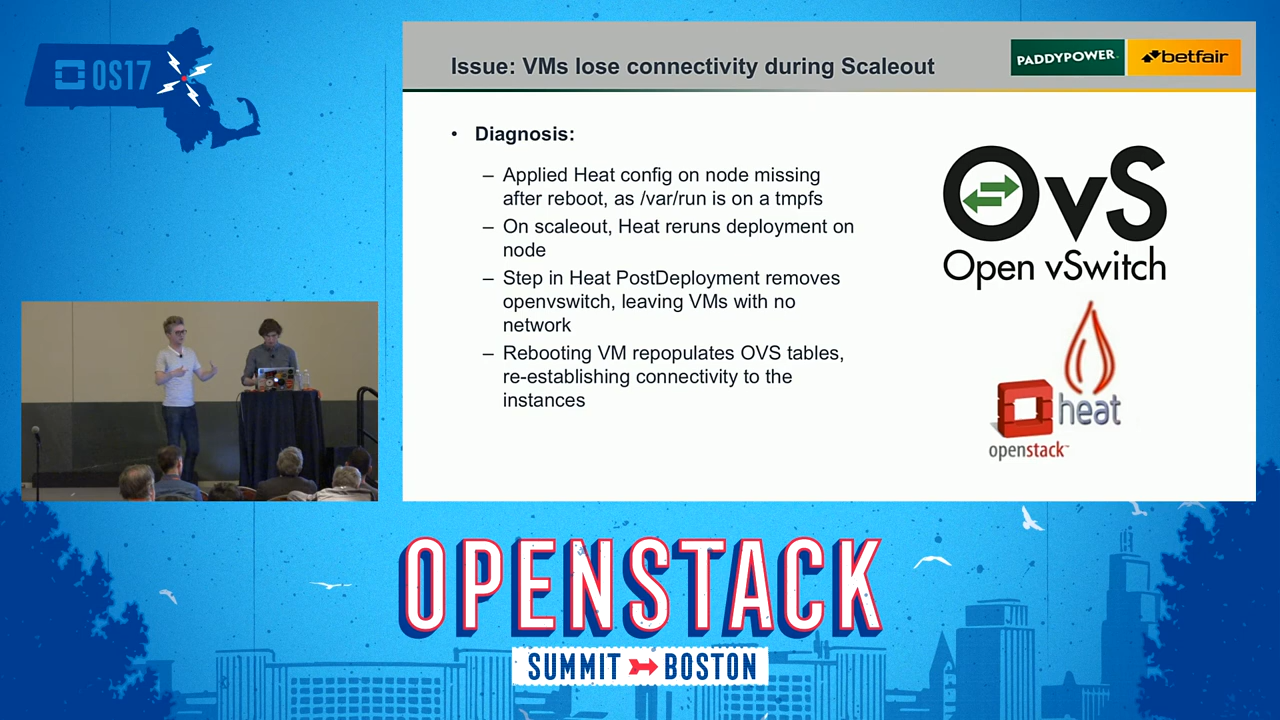 OS17
Issue: VMs lose connectivity during Scaleout
PADDYPOWER.
betfair
• Diagnosis:
– Applied Heat config on node missing
after reboot, as /var/run is on a tmpfs
– On scaleout, Heat reruns deployment on
node
– Step in Heat PostDeployment removes
openvswitch, leaving VMs with no
network
– Rebooting VM repopulates OVS tables,
re-establishing connectivity to the
instances
OvS
Open vSwitch
heat
openstack™
OPENSTACK
SUMMIT BOSTON